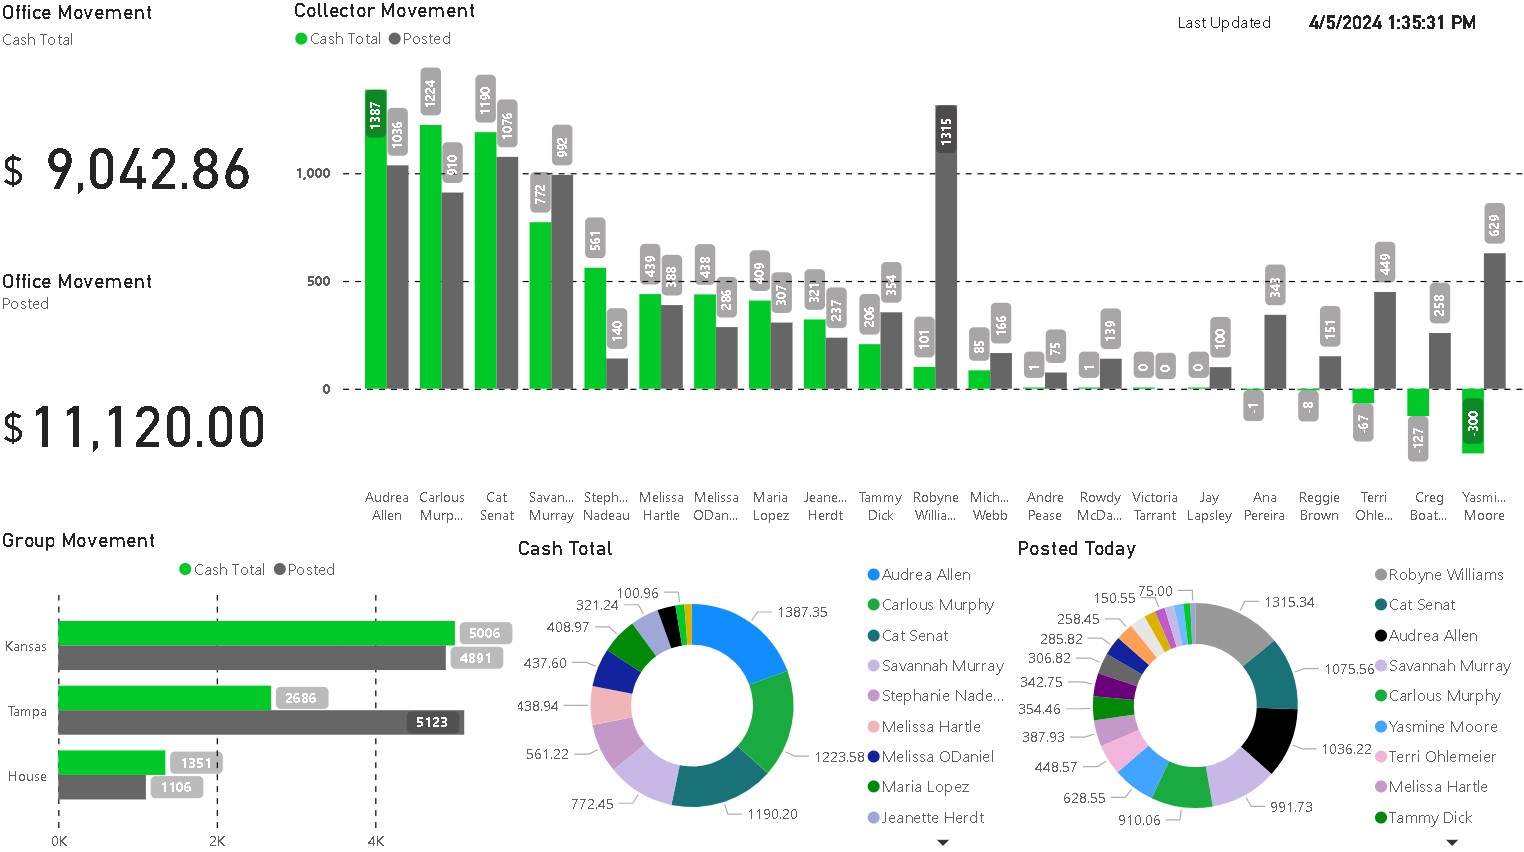 Office Movement
Cash Total
$ 9,042.86
Office Movement
Posted
$ 11,120.00
Collector Movement
Cash Total Posted
Last Updated 4/5/2024 1:35:31 PM
1387 1036 1224 910 1190 1076 772 992 561 140 439 388 438 286 409 307 321 237 206 354 101 1315 85 166 1 75 1 139 0 0 0 100 -1 343 -8 151 -67 449 -127 258 -300 629
1,000
500
0
Audrea Carlous Cat Savan... Steph... Melissa Melissa Maria Jeane... Tammy Robyne Mich... Andre Rowdy Victoria Jay Ana Reggie Terri Creg Yasmi...
Allen Murp... Senat Murray Nadeau Hartle ODan... Lopez Herdt Dick Willia... Webb Pease McDa... Tarrant Lapsley Pereira Brown Ohle... Boat... Moore
Group Movement
Cash Total Posted
Kansas 5006
4891
Tampa 2686
5123
House 1351
1106
0K 2K 4K
Cash Total
100.96
321.24
408.97
437.60
438.94
561.22
772.45
1387.35
1223.58
1190.20
Audrea Allen
Carlous Murphy
Cat Senat
Savannah Murray
Stephanie Nade...
Melissa Hartle
Melissa ODaniel
Maria Lopez
Jeanette Herdt
Posted Today
75.00
150.55
258.45
285.82
306.82
342.75
354.46
387.93
448.57
628.55
910.06
1315.34
1075.56
1036.22
991.73
Robyne Williams
Cat Senat
Audrea Allen
Savannah Murray
Carlous Murphy
Yasmine Moore
Terri Ohlemeier
Melissa Hartle
Tammy Dick